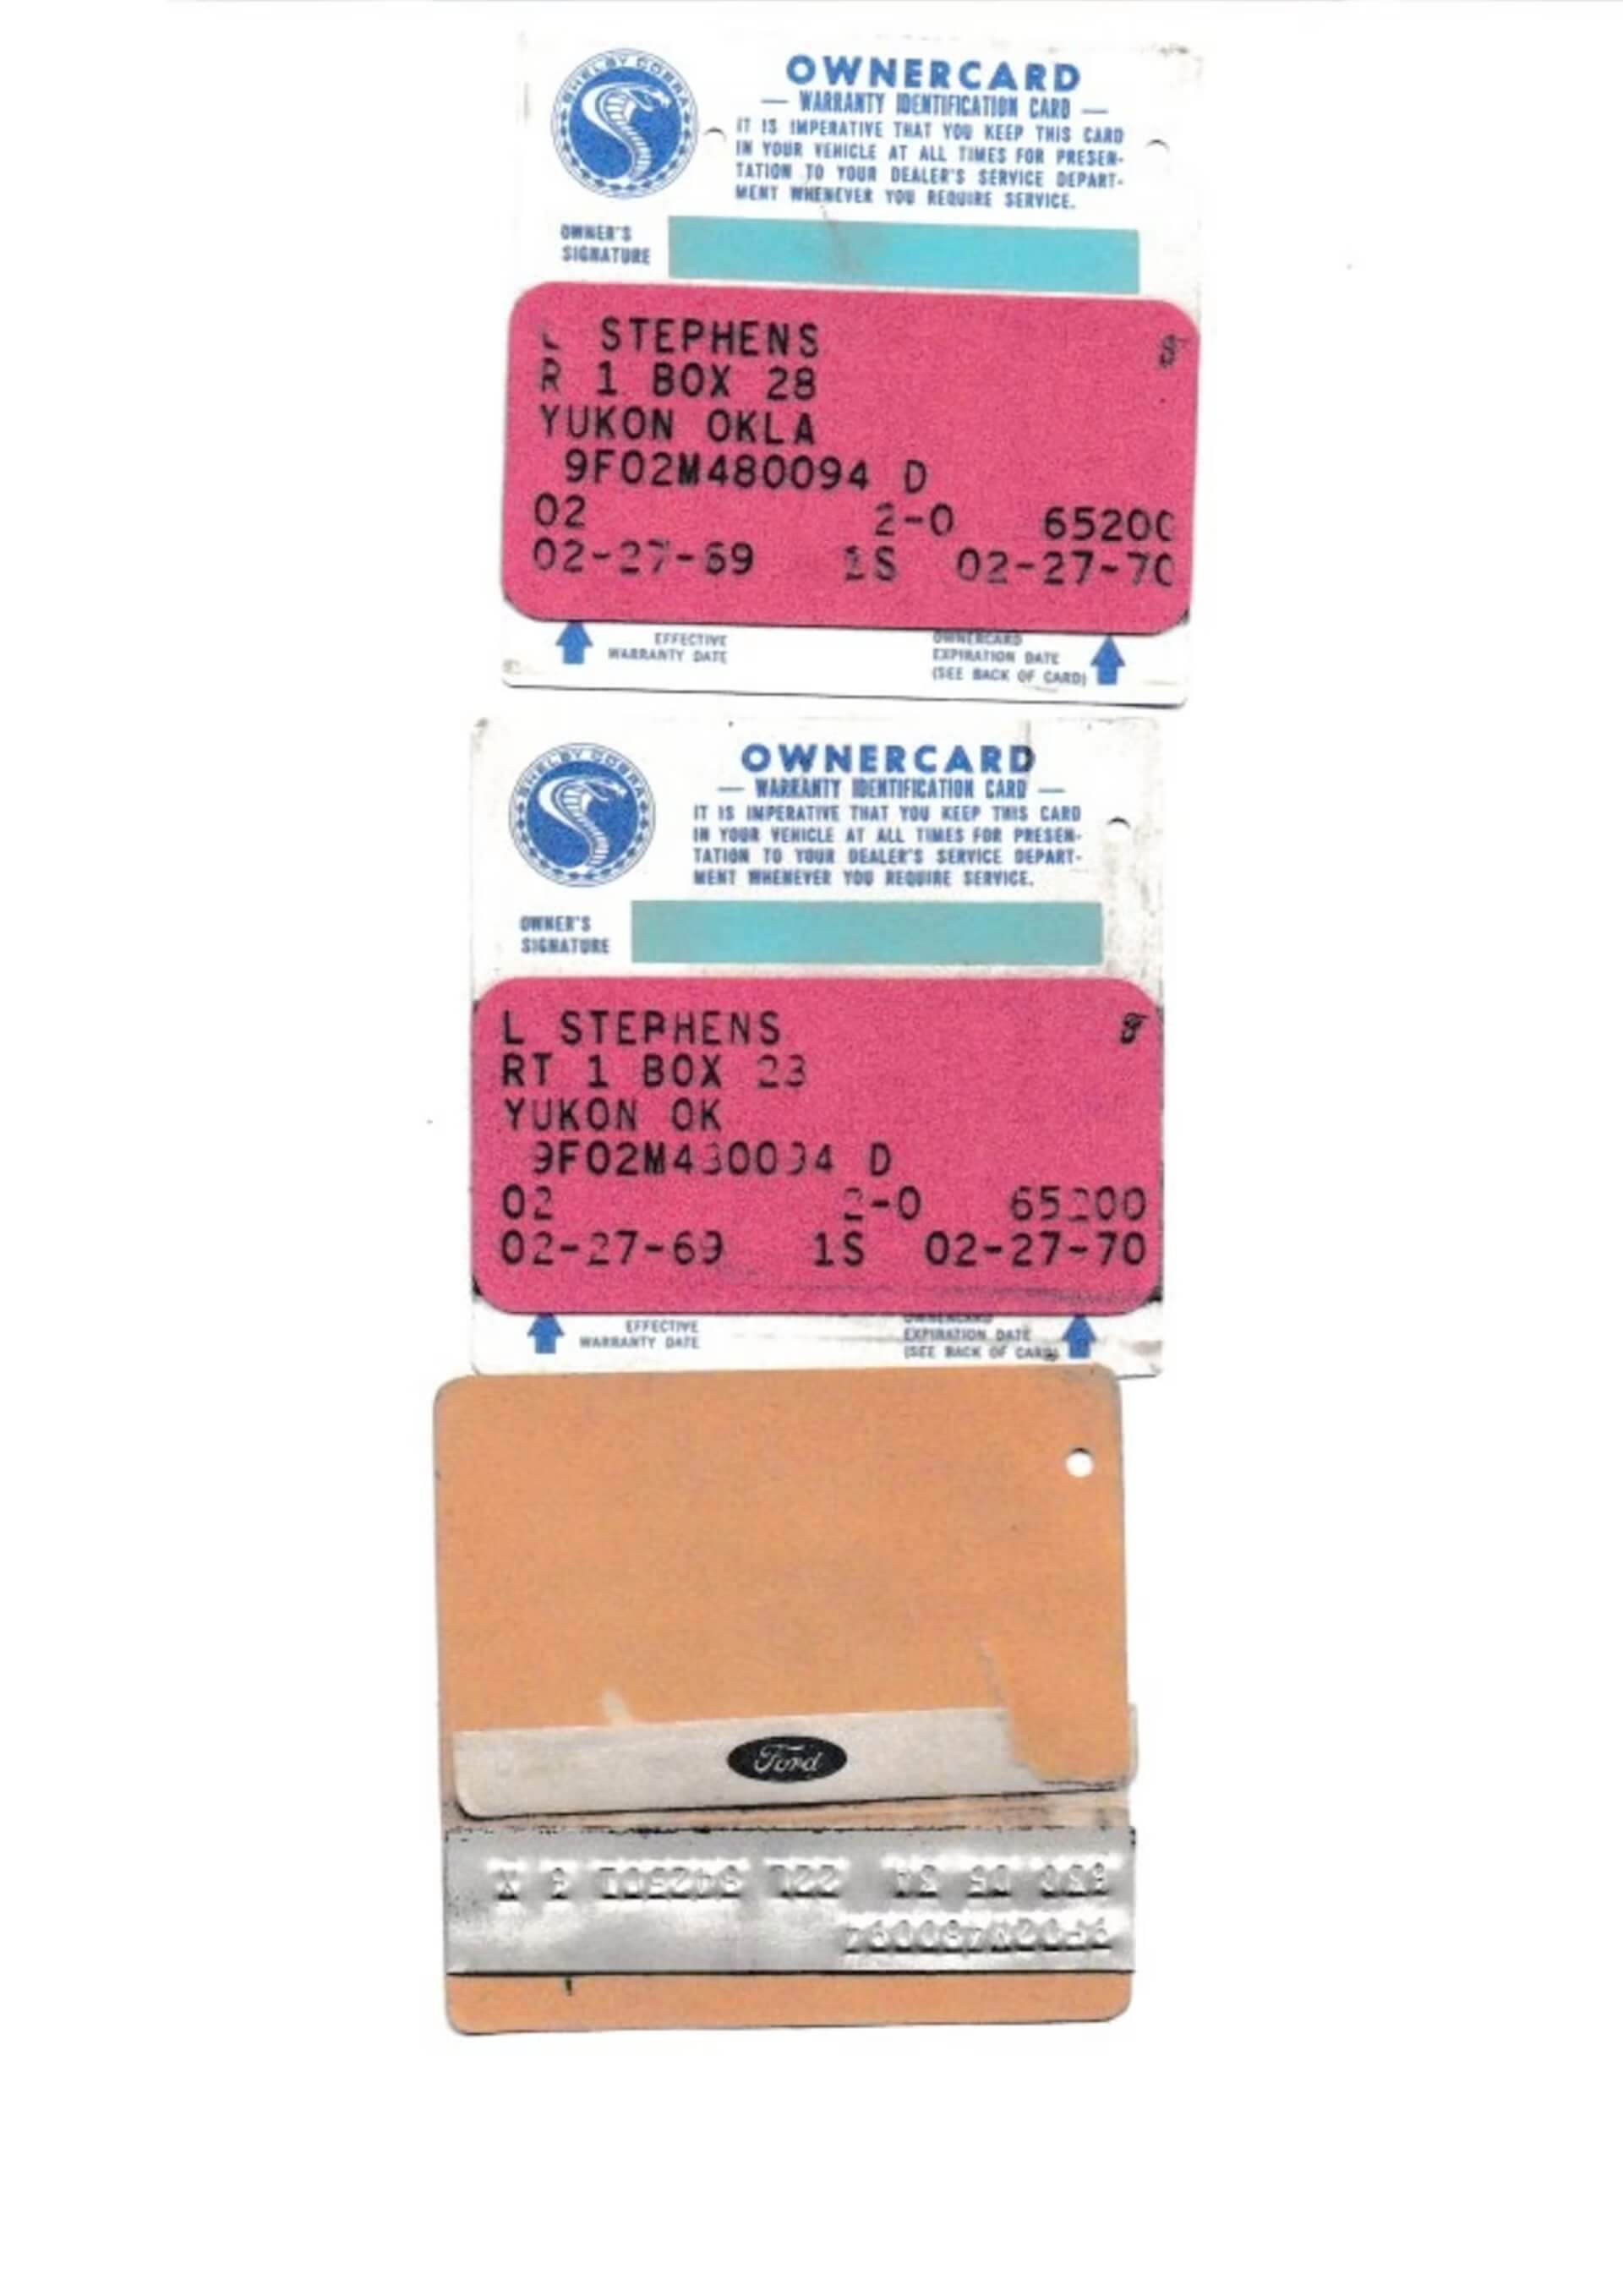 SHELBY COBRA
OWNERCARD
— WARRANTY IDENTIFICATION CARD —
IT IS IMPERATIVE THAT YOU KEEP THIS CARD
IN YOUR VEHICLE AT ALL TIMES FOR PRESEN-
TATION TO YOUR DEALER'S SERVICE DEPART-
MENT WHENEVER YOU REQUIRE SERVICE.
OWNER'S
SIGNATURE
L STEPHENS
R 1 BOX 28
YUKON OKLA
9F02M480094 D
02 2-0 65200
02-27-69 1S 02-27-70
EFFECTIVE
WARRANTY DATE
OWNERCARD
EXPIRATION DATE
(SEE BACK OF CARD)
SHELBY COBRA
OWNERCARD
— WARRANTY IDENTIFICATION CARD —
IT IS IMPERATIVE THAT YOU KEEP THIS CARD
IN YOUR VEHICLE AT ALL TIMES FOR PRESEN-
TATION TO YOUR DEALER'S SERVICE DEPART-
MENT WHENEVER YOU REQUIRE SERVICE.
OWNER'S
SIGNATURE
L STEPHENS
RT 1 BOX 23
YUKON OK
9F02M480094 D
02 2-0 65200
02-27-69 1S 02-27-70
EFFECTIVE
WARRANTY DATE
OWNERCARD
EXPIRATION DATE
(SEE BACK OF CARD)
Ford
9F02M480094